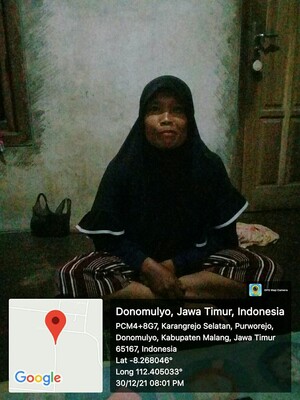 GPS Map Camera
Donomulyo, Jawa Timur, Indonesia
PCM4+8G7, Karangrejo Selatan, Purworejo,
Donomulyo, Kabupaten Malang, Jawa Timur
65167, Indonesia
Lat -8.268046°
Long 112.405033°
30/12/21 08:01 PM
Google